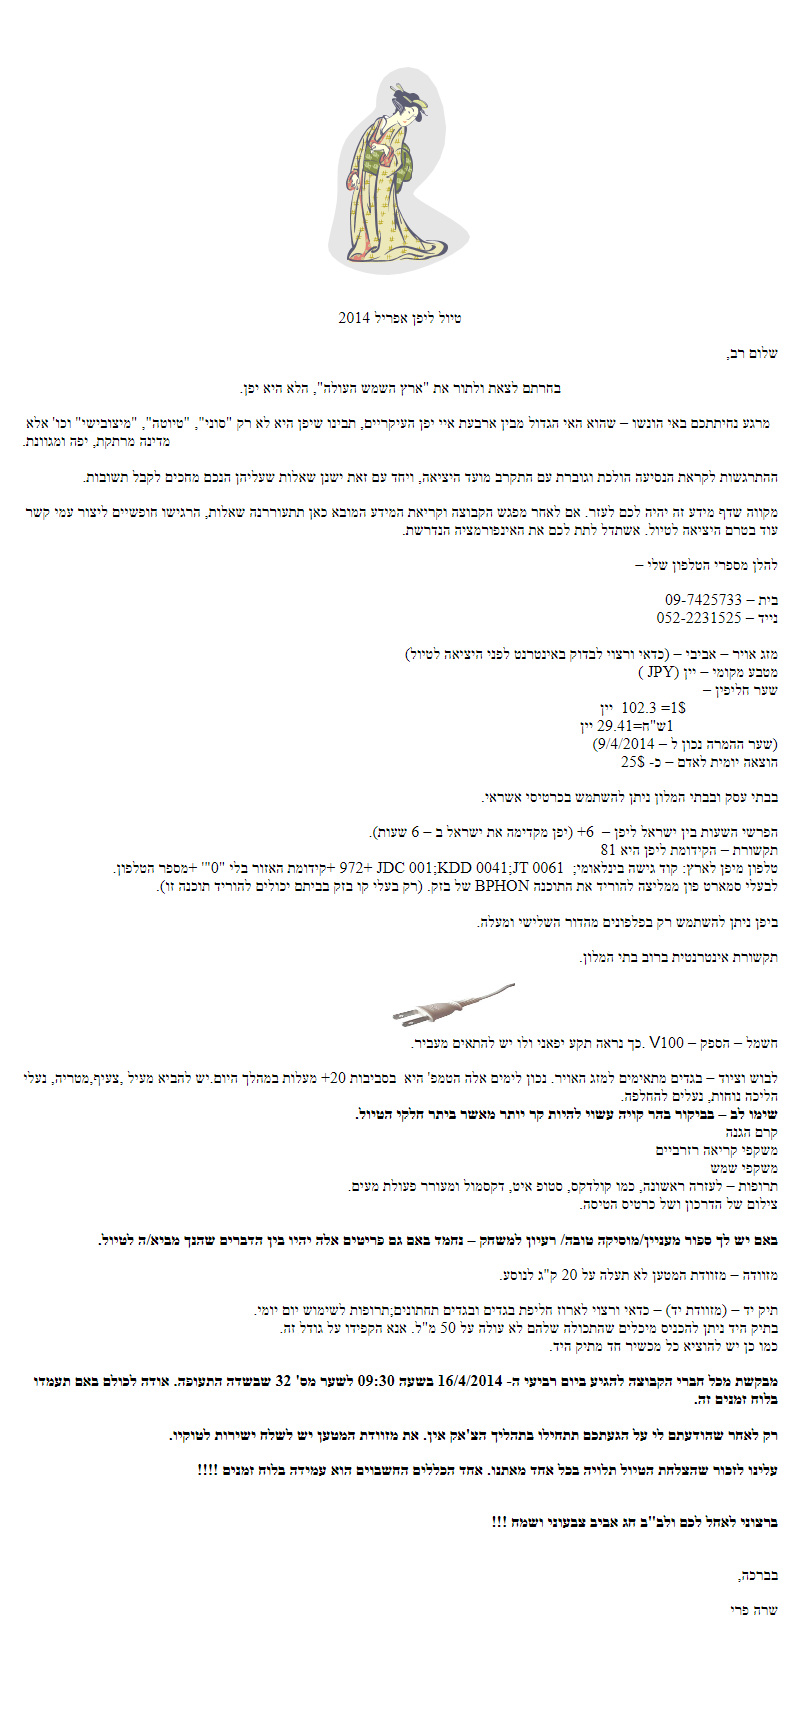 טיול ליפן אפריל 2014
שלום רב,
בחרתם לצאת ולתור את "ארץ השמש העולה", הלא היא יפן.
מרגע נחיתתכם באי הונשו – שהוא האי הגדול מבין ארבעת איי יפן העיקריים, תבינו שיפן היא לא רק "סוני", "טיוטה", "מיצובישי" וכו' אלא
מדינה מרתקת, יפה ומגוונת.
ההתרגשות לקראת הנסיעה הולכת וגוברת עם התקרב מועד היציאה, ויחד עם זאת ישנן שאלות שעליהן הנכם מחכים לקבל תשובות.
מקווה שדף מידע זה יהיה לכם לעזר. אם לאחר מפגש הקבוצה וקריאת המידע המובא כאן תתעוררנה שאלות, הרגישו חופשיים ליצור עמי קשר
עוד בטרם היציאה לטיול. אשתדל לתת לכם את האינפורמציה הנדרשת.
להלן מספרי הטלפון שלי –
בית – 09-7425733
נייד – 052-2231525
מזג אויר – אביבי – (כדאי ורצוי לבדוק באינטרנט לפני היציאה לטיול)
מטבע מקומי – יין (JPY )
שער חליפין –
1$= 102.3 יין
1ש"ח=29.41 יין
(שער ההמרה נכון ל – 9/4/2014)
הוצאה יומית לאדם – כ- 25$
בבתי עסק ובבתי המלון ניתן להשתמש בכרטיסי אשראי.
הפרשי השעות בין ישראל ליפן – 6+ (יפן מקדימה את ישראל ב – 6 שעות).
תקשורת – הקידומת ליפן היא 81
טלפון מיפן לארץ: קוד גישה בינלאומי; JDC 001;KDD 0041;JT 0061 +972 +קידומת האזור בלי "0"' +מספר הטלפון.
לבעלי סמארט פון ממליצה להוריד את התוכנה BPHON של בזק. (רק בעלי קו בזק בביתם יכולים להוריד תוכנה זו).
ביפן ניתן להשתמש רק בפלפונים מהדור השלישי ומעלה.
תקשורת אינטרנטית ברוב בתי המלון.
חשמל – הספק – V100 .כך נראה תקע יפאני ולו יש להתאים מעביר.
לבוש וציוד – בגדים מתאימים למזג האויר. נכון לימים אלה הטמפ' היא בסביבות 20+ מעלות במהלך היום.יש להביא מעיל ,צעיף,מטריה, נעלי
הליכה נוחות, נעלים להחלפה.
שימו לב – בביקור בהר קויה עשוי להיות קר יותר מאשר ביתר חלקי הטיול.
קרם הגנה
משקפי קריאה רזרביים
משקפי שמש
תרופות – לעזרה ראשונה, כמו קולדקס, סטופ איט, דקסמול ומעורר פעולת מעים.
צילום של הדרכון ושל כרטיס הטיסה.
באם יש לך ספור מעניין/מוסיקה טובה/ רעיון למשחק – נחמד באם גם פריטים אלה יהיו בין הדברים שהנך מביא/ה לטיול.
מזוודה – מזוודת המטען לא תעלה על 20 ק"ג לנוסע.
תיק יד – (מזוודת יד) – כדאי ורצוי לארוז חליפת בגדים ובגדים תחתונים;תרופות לשימוש יום יומי.
בתיק היד ניתן להכניס מיכלים שהתכולה שלהם לא עולה על 50 מ"ל. אנא הקפידו על גודל זה.
כמו כן יש להוציא כל מכשיר חד מתיק היד.
מבקשת מכל חברי הקבוצה להגיע ביום רביעי ה- 16/4/2014 בשעה 09:30 לשער מס' 32 שבשדה התעופה. אודה לכולם באם תעמדו
בלוח זמנים זה.
רק לאחר שהודעתם לי על הגעתכם תתחילו בתהליך הצ'אק אין. את מזוודת המטען יש לשלח ישירות לטוקיו.
עלינו לזכור שהצלחת הטיול תלויה בכל אחד מאתנו. אחד הכללים החשבוים הוא עמידה בלוח זמנים !!!!
ברצוני לאחל לכם ולב"ב חג אביב צבעוני ושמח !!!
בברכה,
שרה פרי